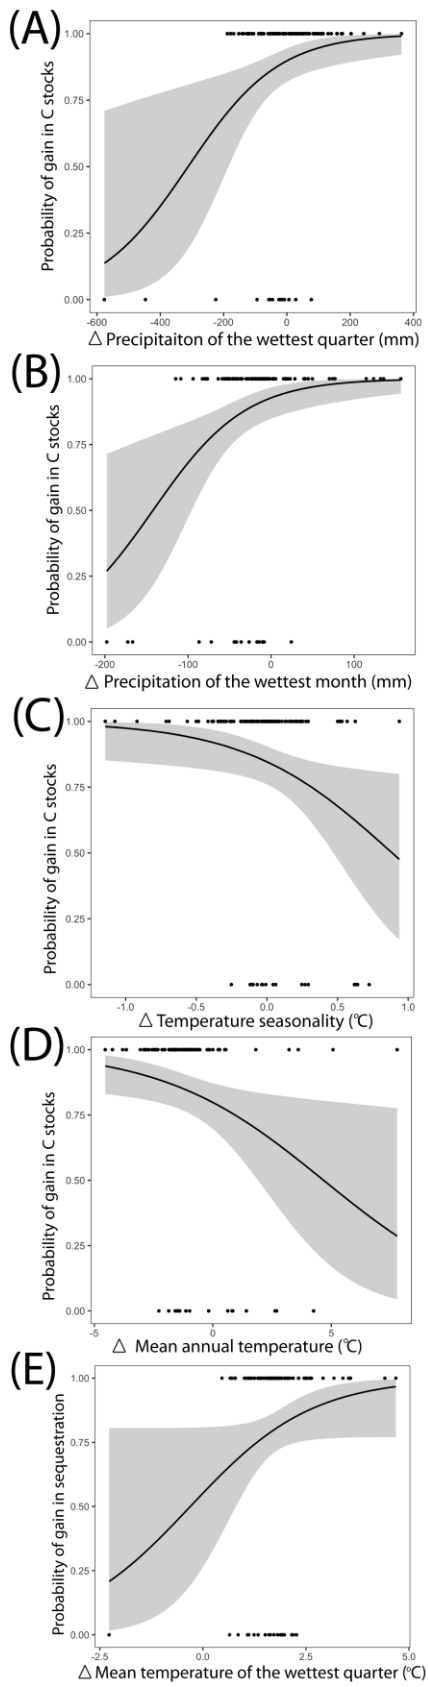 (A)
Probability of gain in C stocks
1.00
0.75
0.50
0.25
0.00
-600 -400 -200 0 200 400
△ Precipitaiton of the wettest quarter (mm)
(B)
Probability of gain in C stocks
1.00
0.75
0.50
0.25
0.00
-200 -100 0 100
△ Precipitation of the wettest month (mm)
(C)
Probability of gain in C stocks
1.00
0.75
0.50
0.25
0.00
-1.0 -0.5 0.0 0.5 1.0
△ Temperature seasonality (℃)
(D)
Probability of gain in C stocks
1.00
0.75
0.50
0.25
0.00
-5 0 5
△ Mean annual temperature (℃)
(E)
Probability of gain in sequestration
1.00
0.75
0.50
0.25
0.00
-2.5 0.0 2.5 5.0
△ Mean temperature of the wettest quarter (℃)